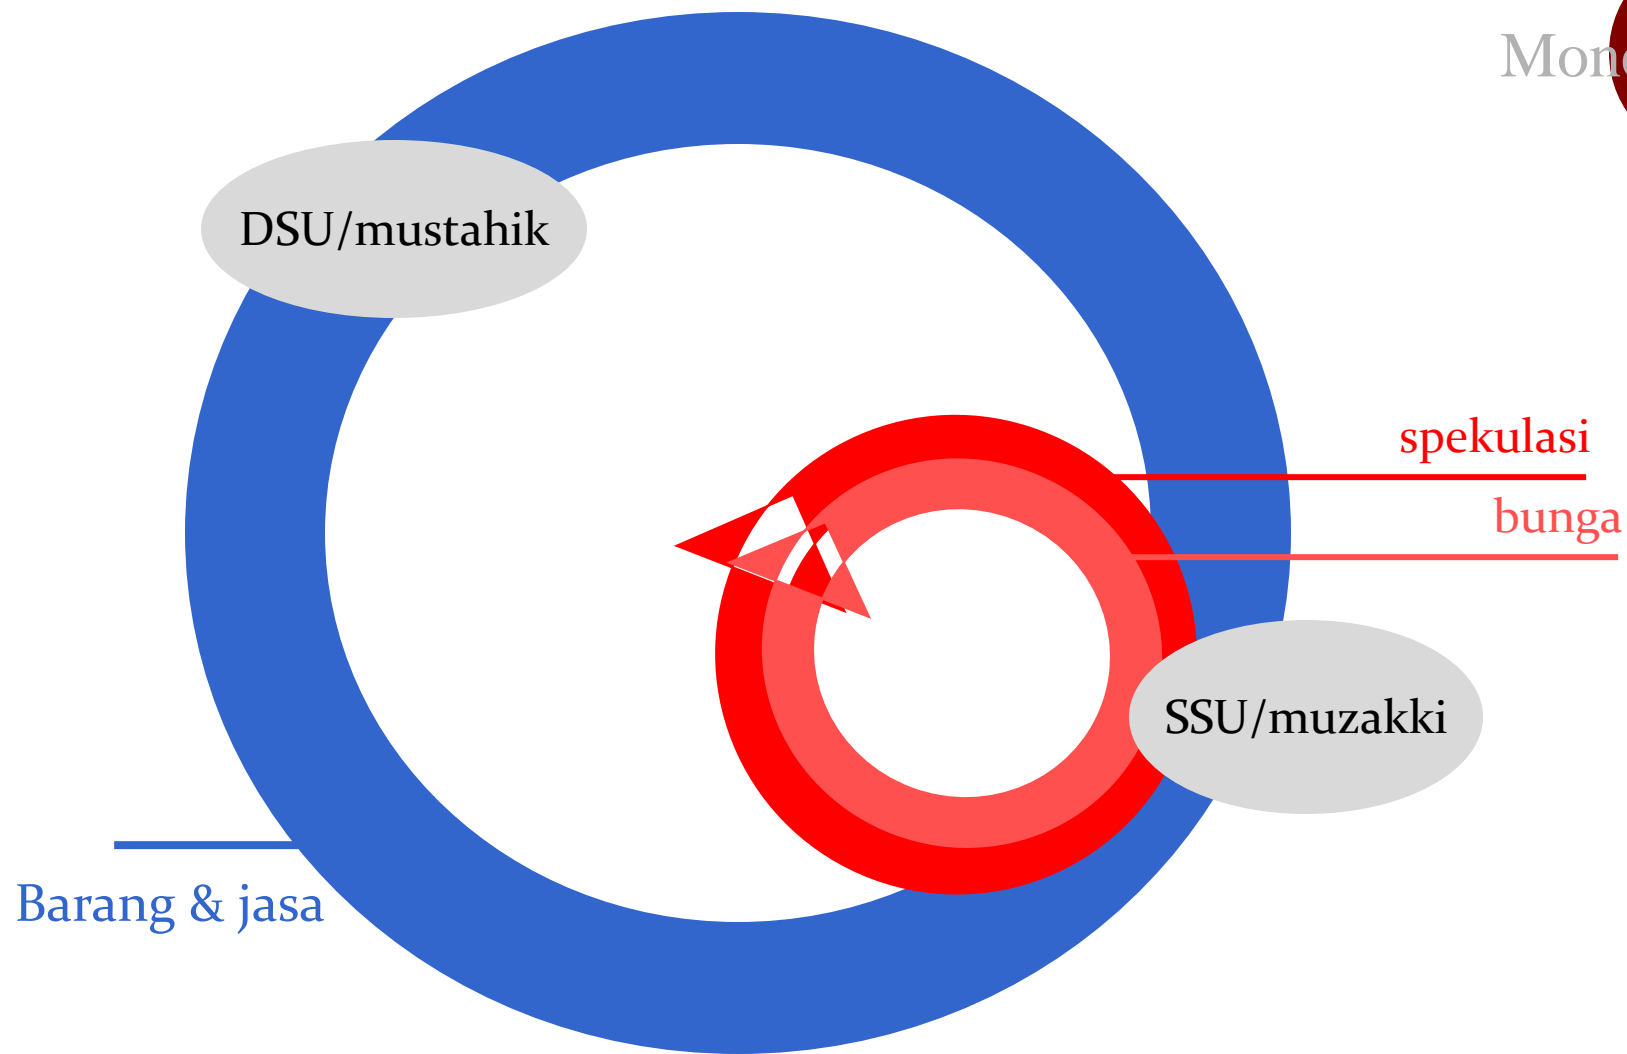 DSU/mustahik
spekulasi
bunga
SSU/muzakki
Barang & jasa